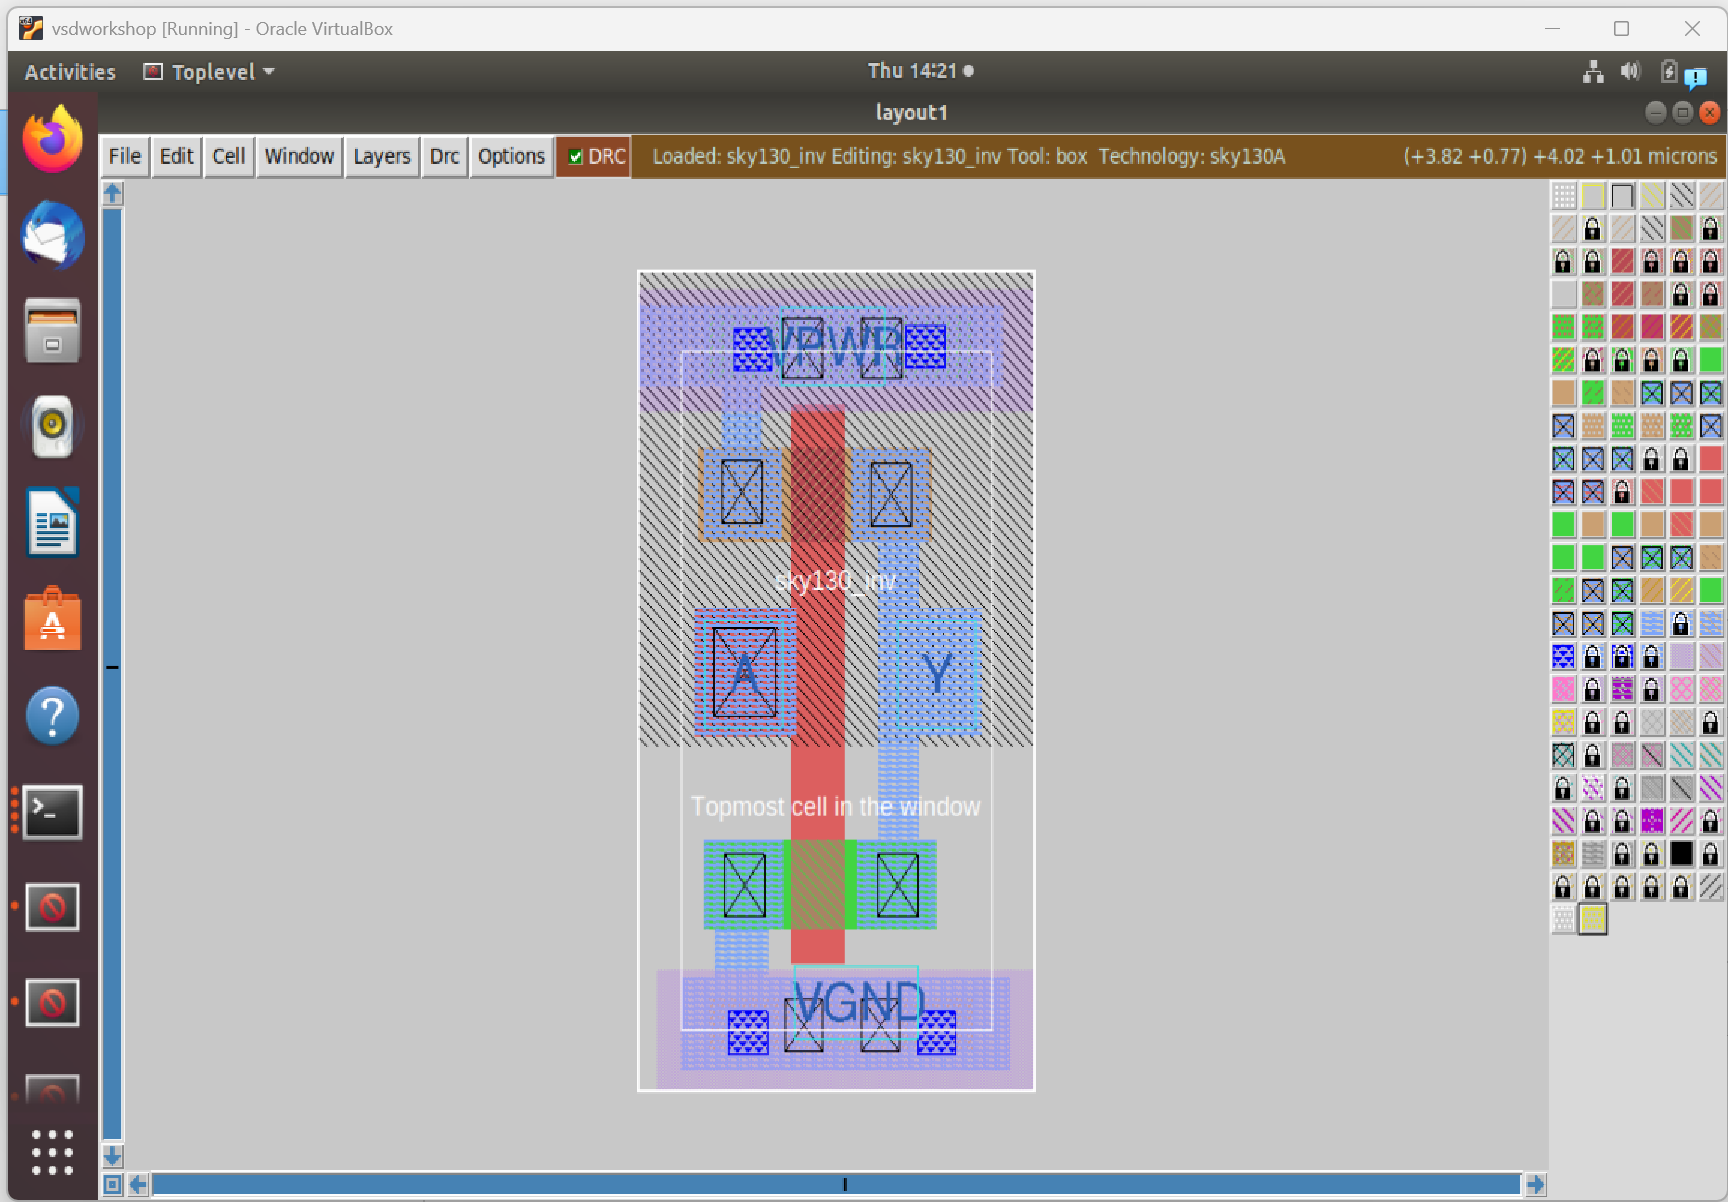 vsdworkshop [Running] - Oracle VirtualBox
Activities Toplevel Thu 14:21
layout1
File Edit Cell Window Layers Drc Options DRC Loaded: sky130_inv Editing: sky130_inv Tool: box Technology: sky130A (+3.82 +0.77) +4.02 +1.01 microns
VPWR
sky130_inv
A Y
Topmost cell in the window
VGND